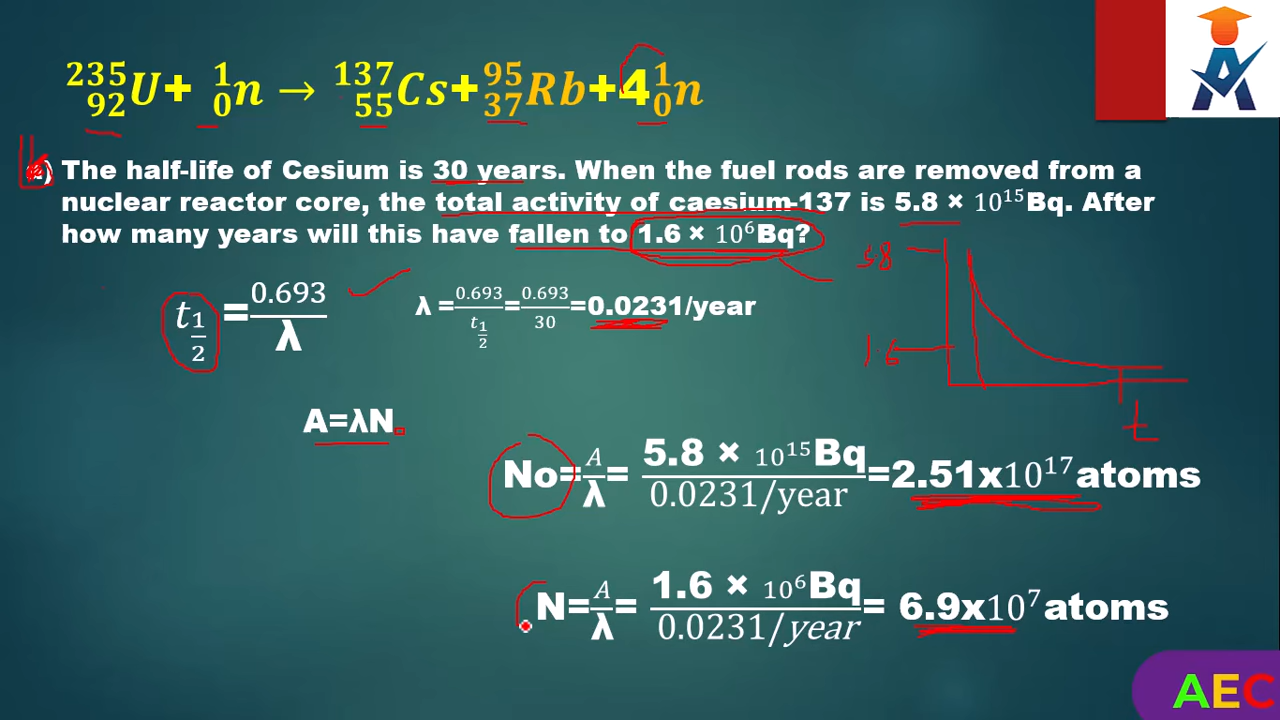 ²³⁵₉₂U+ ¹₀n → ¹³⁷₅₅Cs+⁹⁵₃₇Rb+4¹₀n
) The half-life of Cesium is 30 years. When the fuel rods are removed from a
nuclear reactor core, the total activity of caesium-137 is 5.8 × 10¹⁵Bq. After
how many years will this have fallen to 1.6 × 10⁶Bq?
58
t_(1/2)=0.693/λ
λ =0.693/t_(1/2)=0.693/30=0.0231/year
16
A=λN
t
No=A/λ= 5.8 × 10¹⁵Bq/0.0231/year=2.51x10¹⁷atoms
N=A/λ= 1.6 × 10⁶Bq/0.0231/year= 6.9x10⁷atoms
AEC